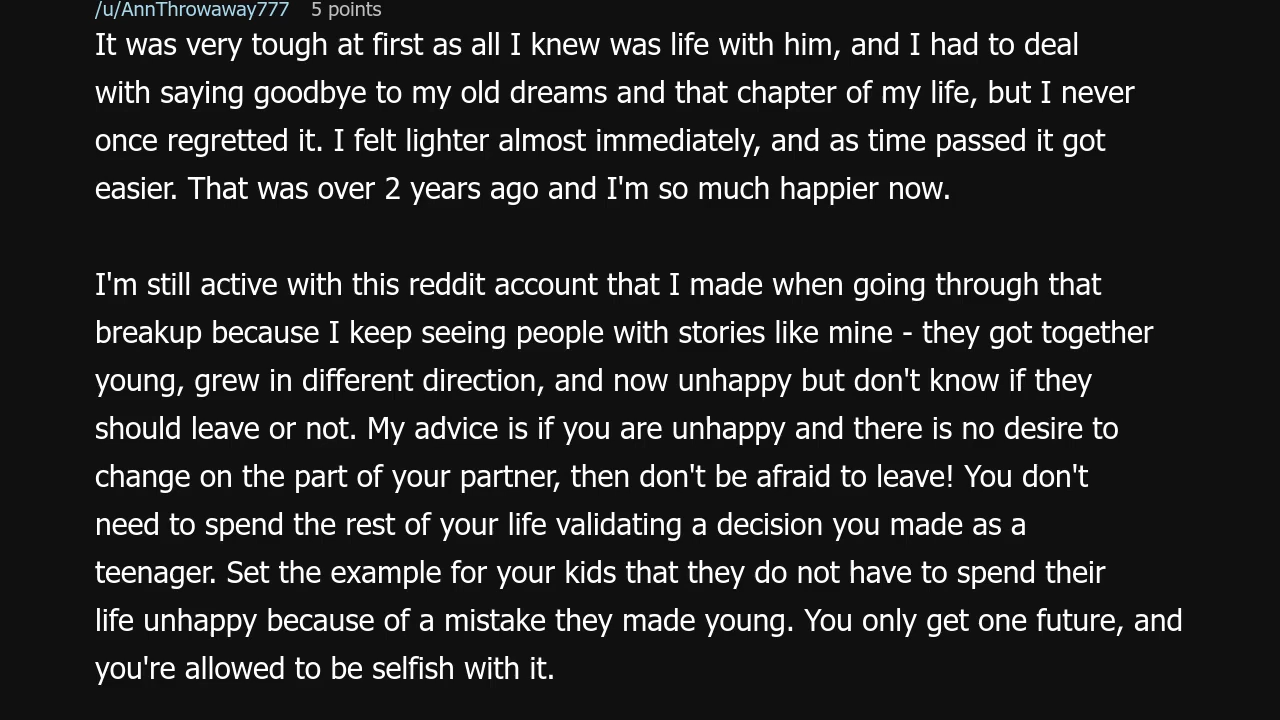 /u/AnnThrowaway777 5 points
It was very tough at first as all I knew was life with him, and I had to deal
with saying goodbye to my old dreams and that chapter of my life, but I never
once regretted it. I felt lighter almost immediately, and as time passed it got
easier. That was over 2 years ago and I'm so much happier now.
I'm still active with this reddit account that I made when going through that
breakup because I keep seeing people with stories like mine - they got together
young, grew in different direction, and now unhappy but don't know if they
should leave or not. My advice is if you are unhappy and there is no desire to
change on the part of your partner, then don't be afraid to leave! You don't
need to spend the rest of your life validating a decision you made as a
teenager. Set the example for your kids that they do not have to spend their
life unhappy because of a mistake they made young. You only get one future, and
you're allowed to be selfish with it.